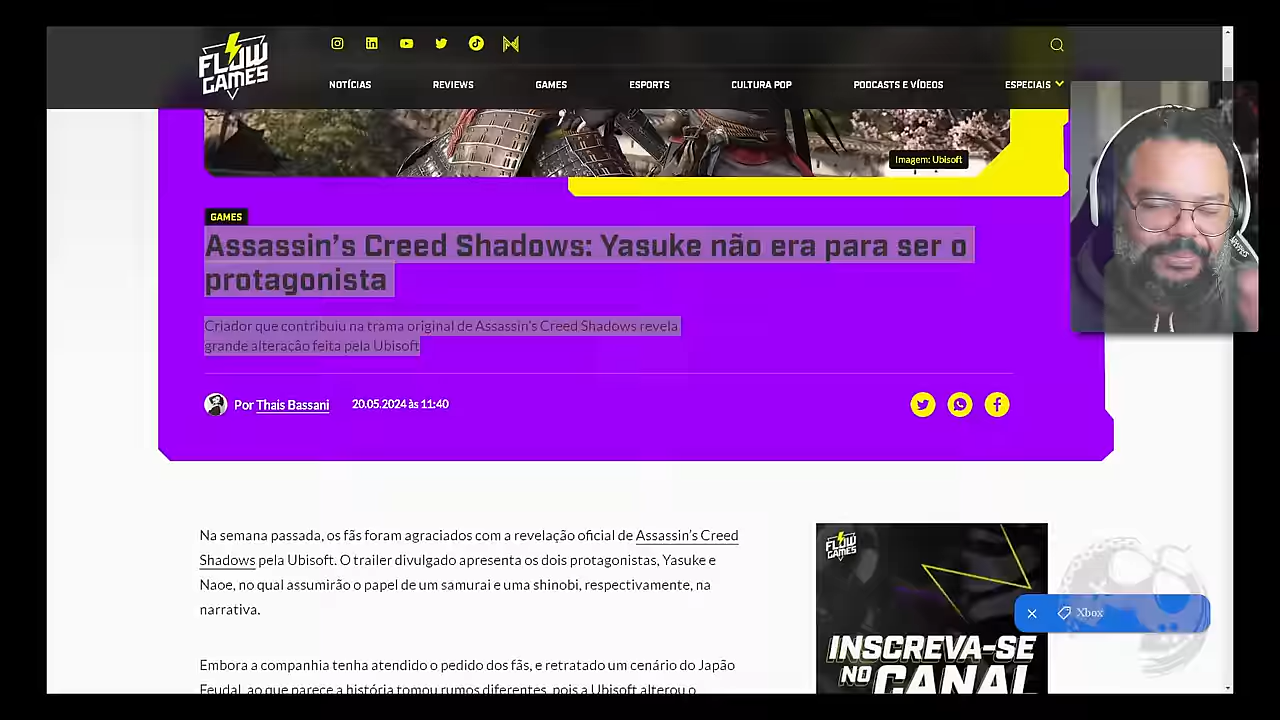 FLOW
GAMES
NOTÍCIAS
REVIEWS
GAMES
ESPORTS
CULTURA POP
PODCASTS E VÍDEOS
ESPECIAIS
Imagem: Ubisoft
GAMES
Assassin's Creed Shadows: Yasuke não era para ser o
protagonista
Criador que contribuiu na trama original de Assassin's Creed Shadows revela
grande alteração feita pela Ubisoft
Por Thais Bassani
20.05.2024 às 11:40
Na semana passada, os fãs foram agraciados com a revelação oficial de Assassin's Creed
Shadows pela Ubisoft. O trailer divulgado apresenta os dois protagonistas, Yasuke e
Naoe, no qual assumirão o papel de um samurai e uma shinobi, respectivamente, na
narrativa.
Embora a companhia tenha atendido o pedido dos fãs, e retratado um cenário do Japão
Feudal, ao que parece a história tomou rumos diferentes, pois a Ubisoft alterou o
FLOW
GAMES
INSCREVA-SE
NO CANAL
Xbox